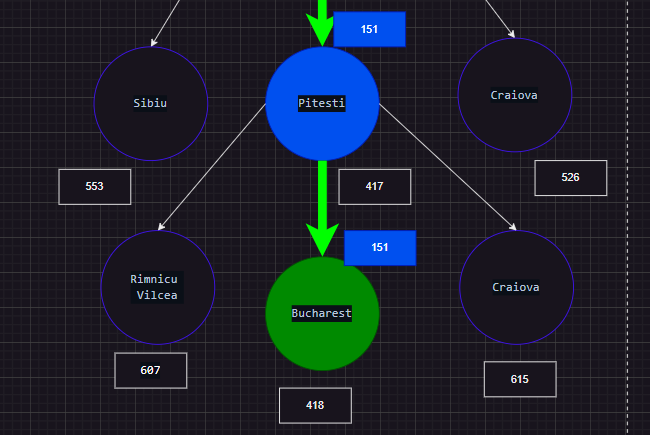 151
Sibiu
Pitesti
Craiova
553
417
526
151
Rimnicu
Vilcea
Bucharest
Craiova
607
418
615